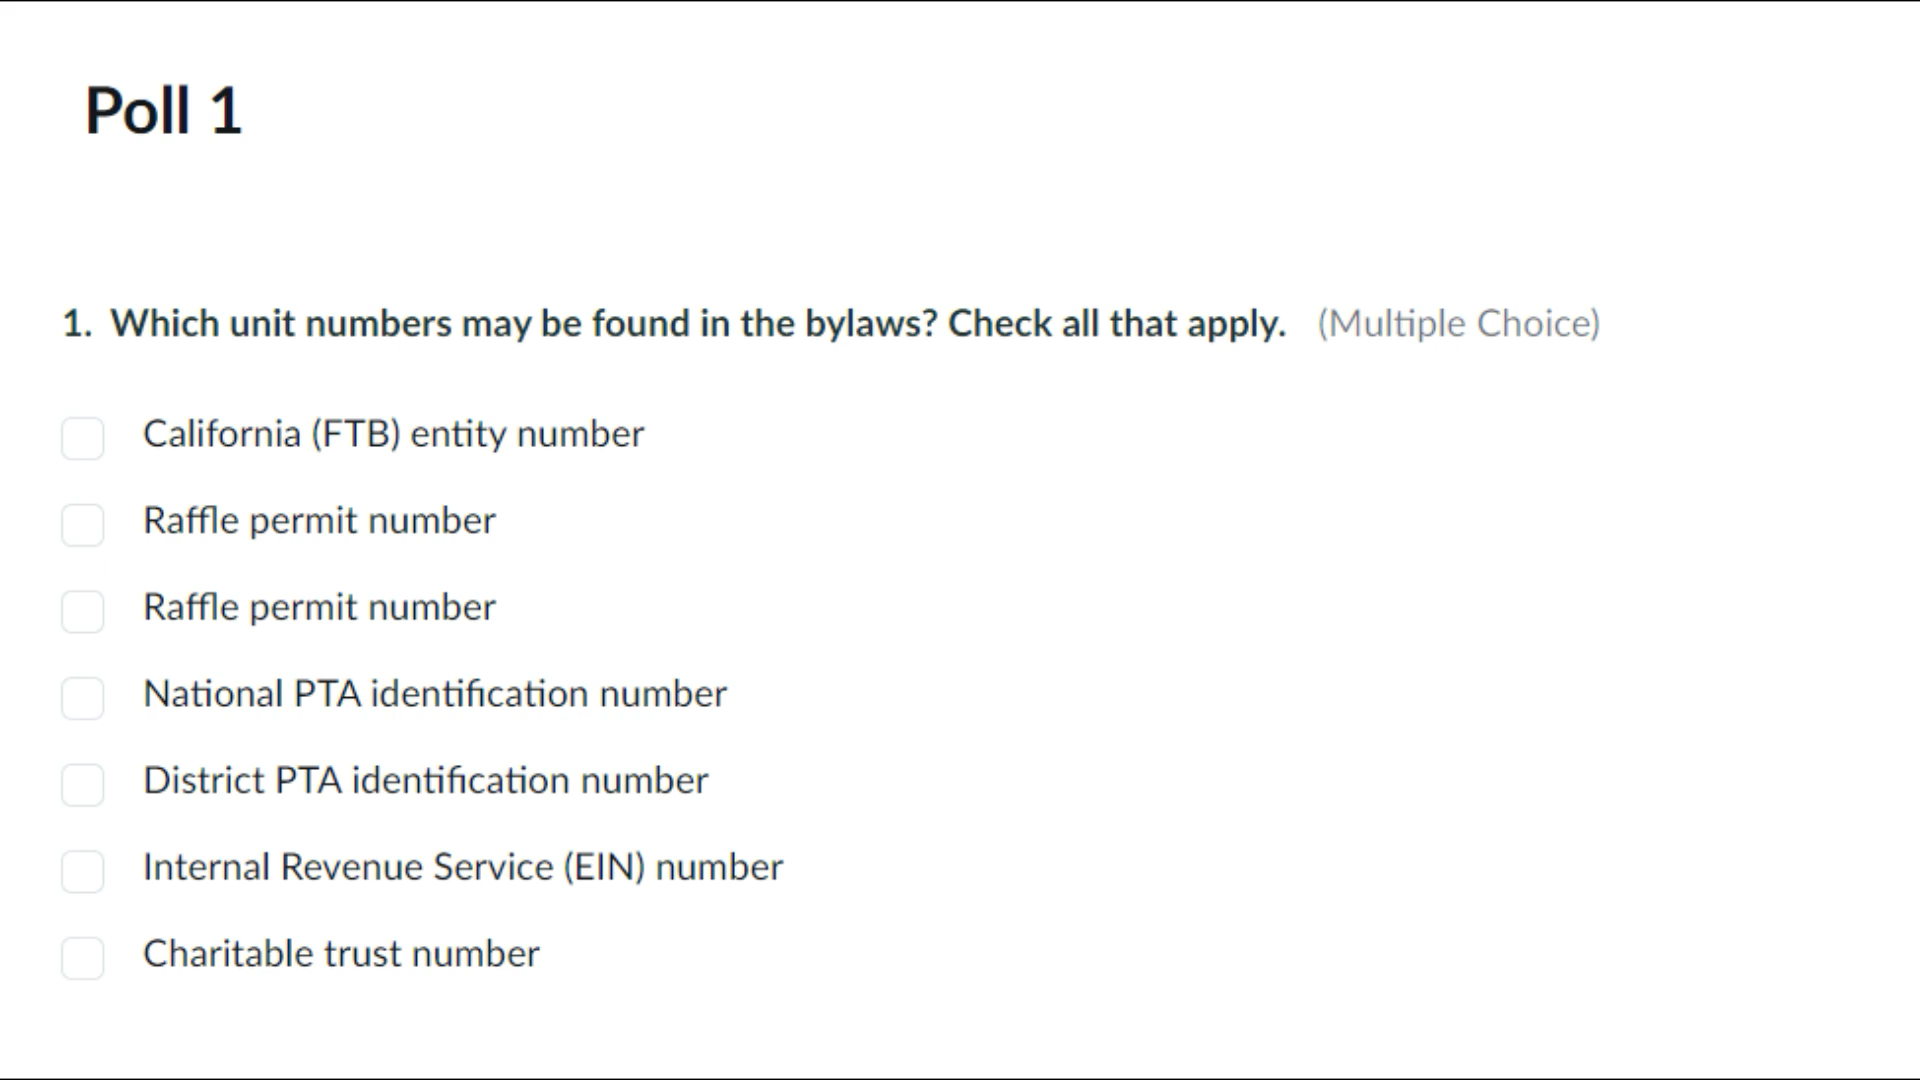 Poll 1
1. Which unit numbers may be found in the bylaws? Check all that apply. (Multiple Choice)
California (FTB) entity number
Raffle permit number
Raffle permit number
National PTA identification number
District PTA identification number
Internal Revenue Service (EIN) number
Charitable trust number